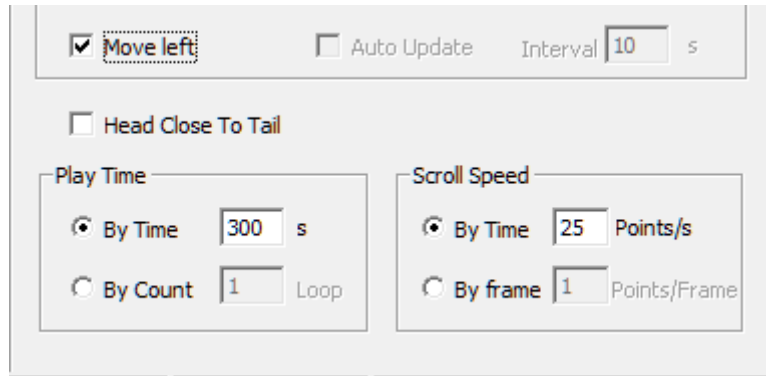 Move left Auto Update Interval 10 s
Head Close To Tail
Play Time Scroll Speed
By Time 300 s By Time 25 Points/s
By Count 1 Loop By frame 1 Points/Frame